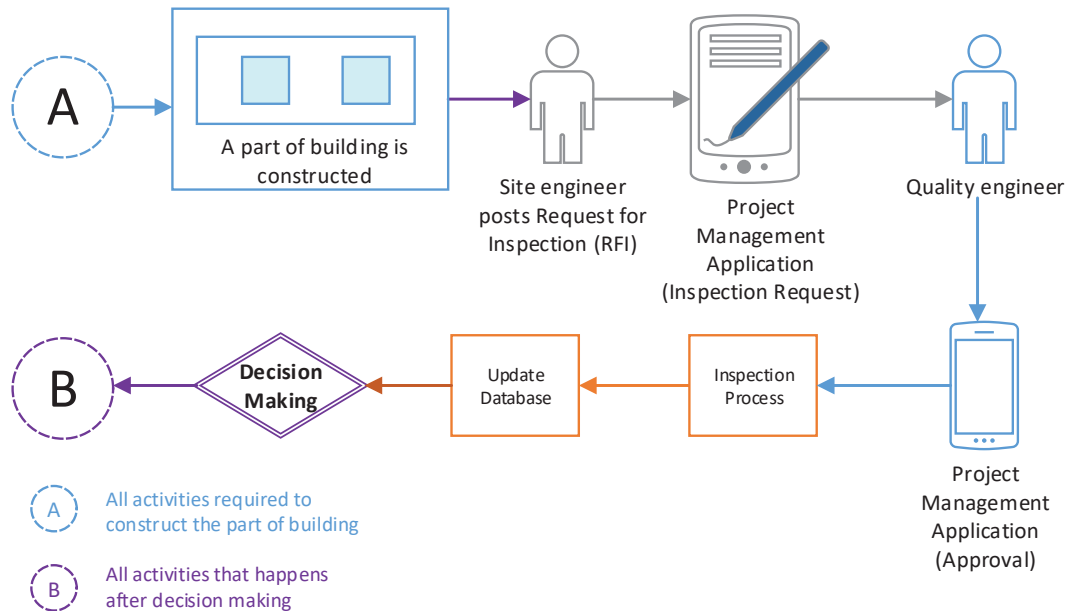 A
A part of building is
constructed
Site engineer
posts Request for
Inspection (RFI)
Project
Management
Application
(Inspection Request)
Quality engineer
B
Decision
Making
Update
Database
Inspection
Process
Project
Management
Application
(Approval)
A
All activities required to
construct the part of building
B
All activities that happens
after decision making